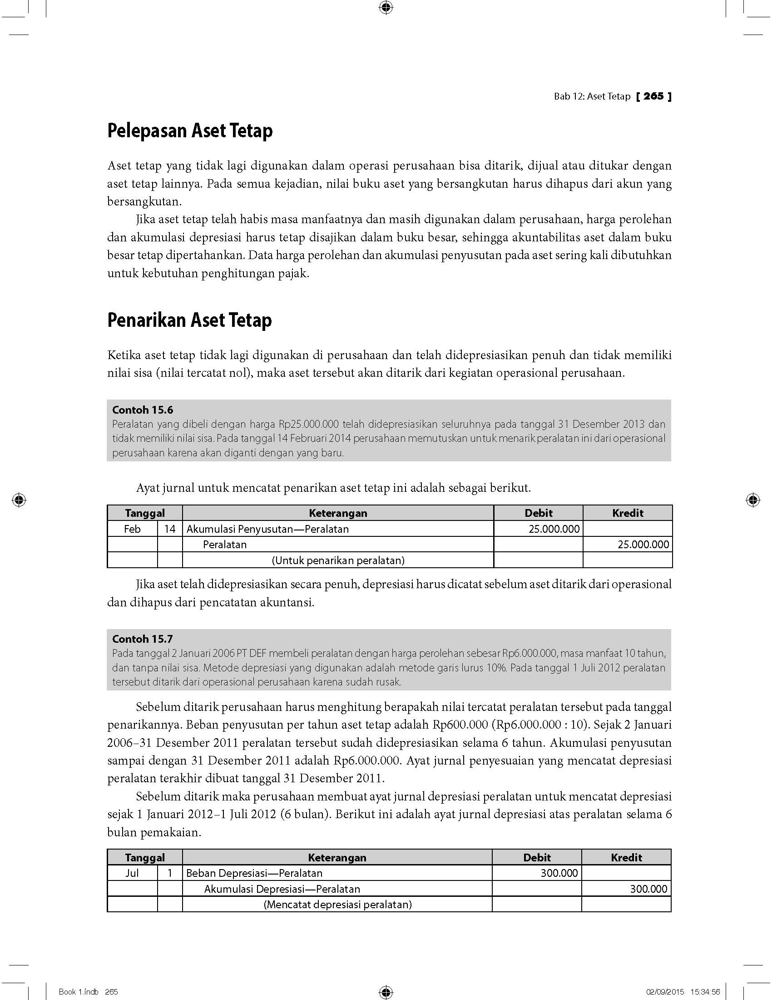 Bab 12: Aset Tetap [ 265 ]
Pelepasan Aset Tetap
Aset tetap yang tidak lagi digunakan dalam operasi perusahaan bisa ditarik, dijual atau ditukar dengan
aset tetap lainnya. Pada semua kejadian, nilai buku aset yang bersangkutan harus dihapus dari akun yang
bersangkutan.
Jika aset tetap telah habis masa manfaatnya dan masih digunakan dalam perusahaan, harga perolehan
dan akumulasi depresiasi harus tetap disajikan dalam buku besar, sehingga akuntabilitas aset dalam buku
besar tetap dipertahankan. Data harga perolehan dan akumulasi penyusutan pada aset sering kali dibutuhkan
untuk kebutuhan penghitungan pajak.
Penarikan Aset Tetap
Ketika aset tetap tidak lagi digunakan di perusahaan dan telah didepresiasikan penuh dan tidak memiliki
nilai sisa (nilai tercatat nol), maka aset tersebut akan ditarik dari kegiatan operasional perusahaan.
Contoh 15.6
Peralatan yang dibeli dengan harga Rp25.000.000 telah didepresiasikan seluruhnya pada tanggal 31 Desember 2013 dan
tidak memiliki nilai sisa. Pada tanggal 14 Februari 2014 perusahaan memutuskan untuk menarik peralatan ini dari operasional
perusahaan karena akan diganti dengan yang baru.
Ayat jurnal untuk mencatat penarikan aset tetap ini adalah sebagai berikut.
Tanggal Keterangan Debit Kredit
Feb 14 Akumulasi Penyusutan—Peralatan 25.000.000
Peralatan 25.000.000
(Untuk penarikan peralatan)
Jika aset telah didepresiasikan secara penuh, depresiasi harus dicatat sebelum aset ditarik dari operasional
dan dihapus dari pencatatan akuntansi.
Contoh 15.7
Pada tanggal 2 Januari 2006 PT DEF membeli peralatan dengan harga perolehan sebesar Rp6.000.000, masa manfaat 10 tahun,
dan tanpa nilai sisa. Metode depresiasi yang digunakan adalah metode garis lurus 10%. Pada tanggal 1 Juli 2012 peralatan
tersebut ditarik dari operasional perusahaan karena sudah rusak.
Sebelum ditarik perusahaan harus menghitung berapakah nilai tercatat peralatan tersebut pada tanggal
penarikannya. Beban penyusutan per tahun aset tetap adalah Rp600.000 (Rp6.000.000 : 10). Sejak 2 Januari
2006–31 Desember 2011 peralatan tersebut sudah didepresiasikan selama 6 tahun. Akumulasi penyusutan
sampai dengan 31 Desember 2011 adalah Rp6.000.000. Ayat jurnal penyesuaian yang mencatat depresiasi
peralatan terakhir dibuat tanggal 31 Desember 2011.
Sebelum ditarik maka perusahaan membuat ayat jurnal depresiasi peralatan untuk mencatat depresiasi
sejak 1 Januari 2012–1 Juli 2012 (6 bulan). Berikut ini adalah ayat jurnal depresiasi atas peralatan selama 6
bulan pemakaian.
Tanggal Keterangan Debit Kredit
Jul 1 Beban Depresiasi—Peralatan 300.000
Akumulasi Depresiasi—Peralatan 300.000
(Mencatat depresiasi peralatan)
Book 1.indb 265 02/09/2015 15:34:56